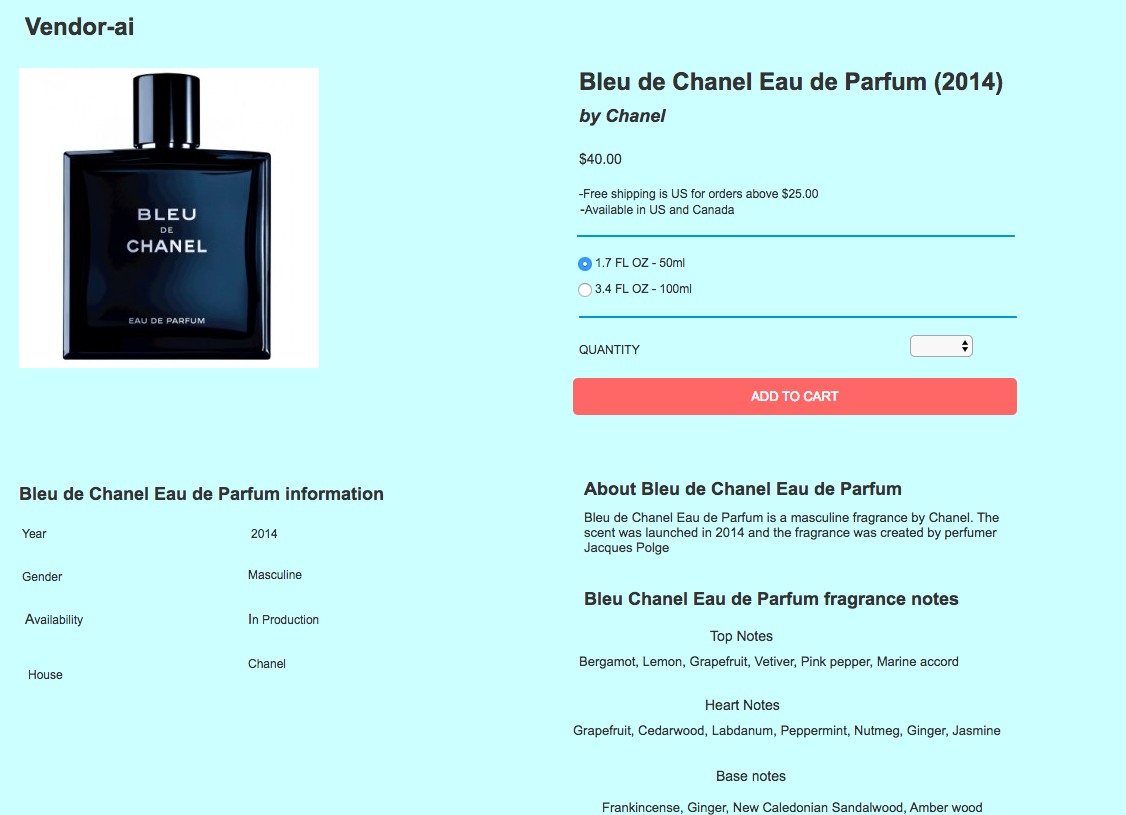 Vendor-ai
BLEU
DE
CHANEL
EAU DE PARFUM
Bleu de Chanel Eau de Parfum (2014)
by Chanel
$40.00
-Free shipping is US for orders above $25.00
-Available in US and Canada
1.7 FL OZ - 50ml
3.4 FL OZ - 100ml
QUANTITY
ADD TO CART
Bleu de Chanel Eau de Parfum information
Year 2014
Gender Masculine
Availability In Production
House Chanel
About Bleu de Chanel Eau de Parfum
Bleu de Chanel Eau de Parfum is a masculine fragrance by Chanel. The
scent was launched in 2014 and the fragrance was created by perfumer
Jacques Polge
Bleu Chanel Eau de Parfum fragrance notes
Top Notes
Bergamot, Lemon, Grapefruit, Vetiver, Pink pepper, Marine accord
Heart Notes
Grapefruit, Cedarwood, Labdanum, Peppermint, Nutmeg, Ginger, Jasmine
Base notes
Frankincense, Ginger, New Caledonian Sandalwood, Amber wood